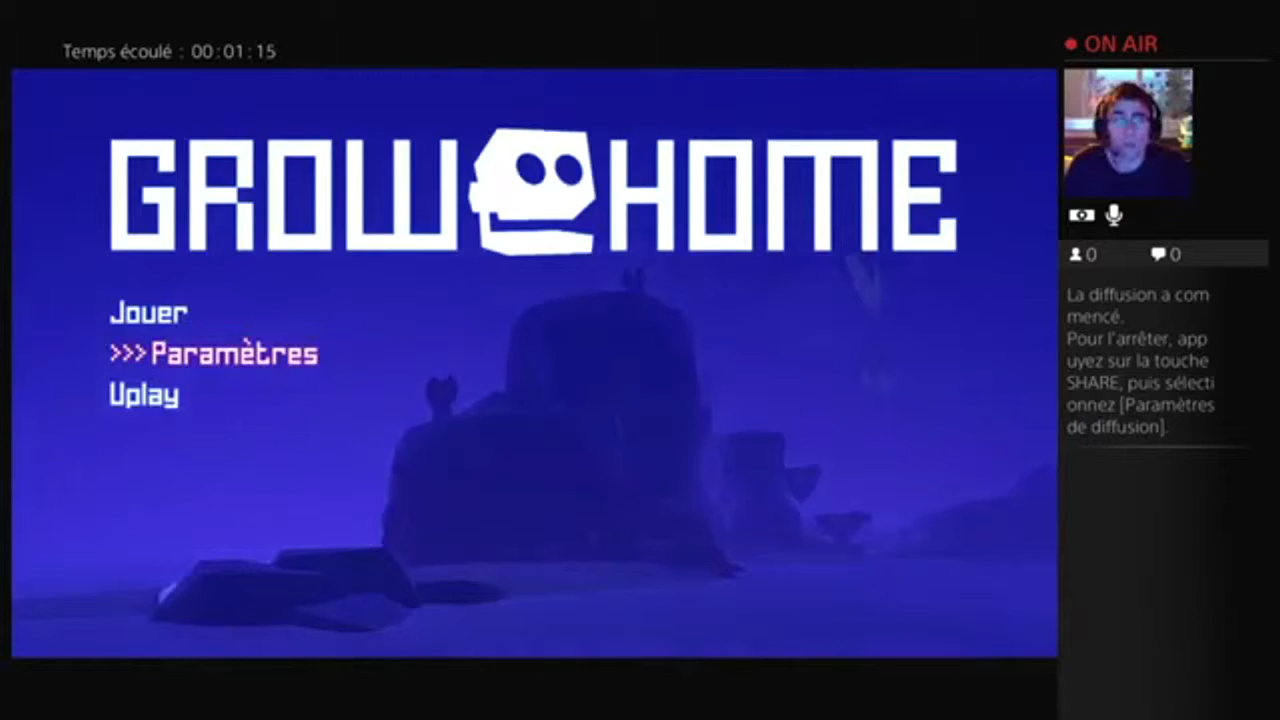 Temps écoulé : 00:01:15
ON AIR
GROW HOME
Jouer
>>> Paramètres
Uplay
0 0
La diffusion a com
mencé.
Pour l'arrêter, app
uyez sur la touche
SHARE, puis sélecti
onnez [Paramètres
de diffusion].